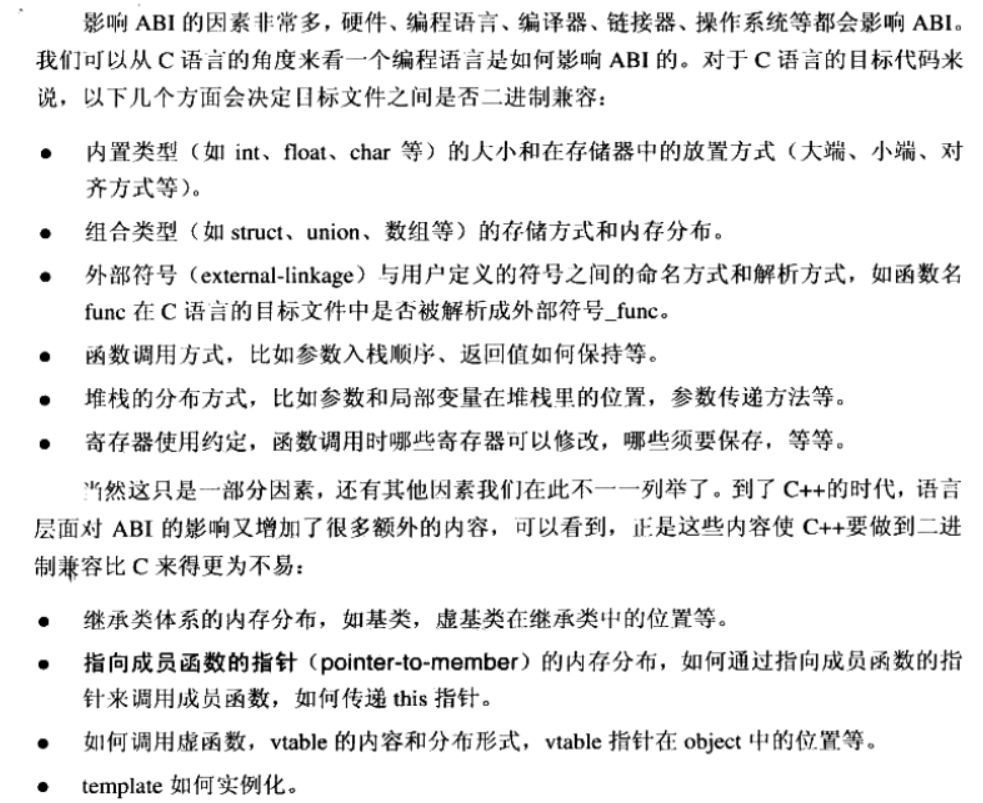 影响 ABI 的因素非常多，硬件、编程语言、编译器、链接器、操作系统等都会影响 ABI。
我们可以从 C 语言的角度来看一个编程语言是如何影响 ABI 的。对于 C 语言的目标代码来
说，以下几个方面会决定目标文件之间是否二进制兼容：
● 内置类型（如 int、float、char 等）的大小和在存储器中的放置方式（大端、小端、对
齐方式等）。
● 组合类型（如 struct、union、数组等）的存储方式和内存分布。
● 外部符号（external-linkage）与用户定义的符号之间的命名方式和解析方式，如函数名
func 在 C 语言的目标文件中是否被解析成外部符号_func。
● 函数调用方式，比如参数入栈顺序、返回值如何保持等。
● 堆栈的分布方式，比如参数和局部变量在堆栈里的位置，参数传递方法等。
● 寄存器使用约定，函数调用时哪些寄存器可以修改，哪些须要保存，等等。
当然这只是一部分因素，还有其他因素我们在此不一一列举了。到了 C++的时代，语言
层面对 ABI 的影响又增加了很多额外的内容，可以看到，正是这些内容使 C++要做到二进
制兼容比 C 来得更为不易：
● 继承类体系的内存分布，如基类，虚基类在继承类中的位置等。
● 指向成员函数的指针（pointer-to-member）的内存分布，如何通过指向成员函数的指
针来调用成员函数，如何传递 this 指针。
● 如何调用虚函数，vtable 的内容和分布形式，vtable 指针在 object 中的位置等。
● template 如何实例化。